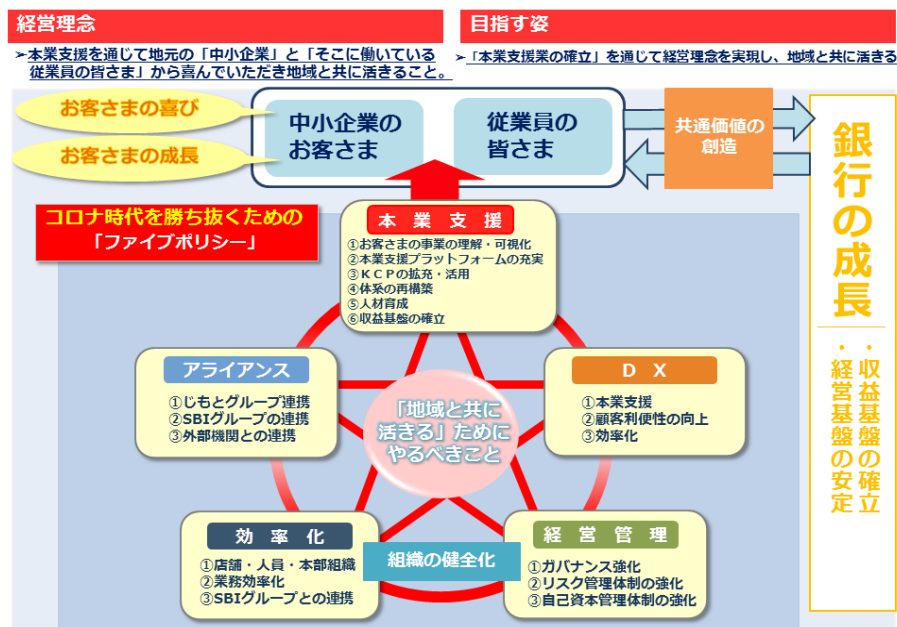 経営理念
➢本業支援を通じて地元の「中小企業」と「そこに働いている
従業員の皆さま」から喜んでいただき地域と共に活きること。
目指す姿
➢「本業支援業の確立」を通じて経営理念を実現し、地域と共に活きる
お客さまの喜び
お客さまの成長
中小企業の
お客さま
従業員の
皆さま
共通価値の
創造
銀行の成長
・収益基盤の確立
・経営基盤の安定
コロナ時代を勝ち抜くための
「ファイブポリシー」
本業支援
①お客さまの事業の理解・可視化
②本業支援プラットフォームの充実
③KCPの拡充・活用
④体系の再構築
⑤人材育成
⑥収益基盤の確立
アライアンス
①じもとグループ連携
②SBIグループの連携
③外部機関との連携
DX
①本業支援
②顧客利便性の向上
③効率化
「地域と共に
活きる」ために
やるべきこと
効率化
①店舗・人員・本部組織
②業務効率化
③SBIグループとの連携
組織の健全化
経営管理
①ガバナンス強化
②リスク管理体制の強化
③自己資本管理体制の強化